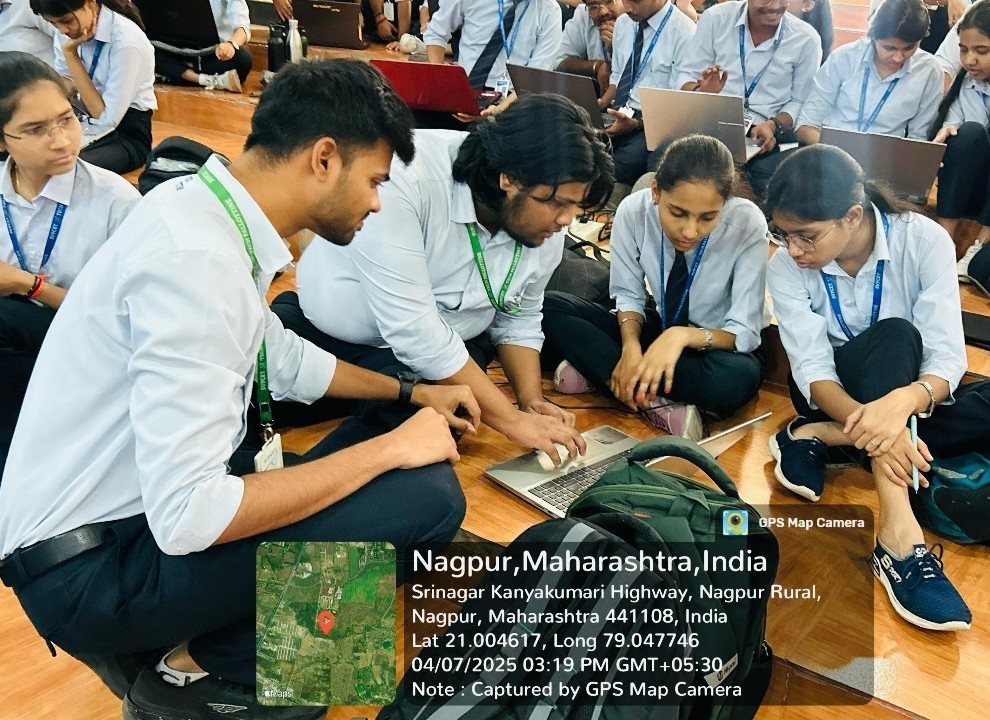 GPS Map Camera
Nagpur,Maharashtra,India
Srinagar Kanyakumari Highway, Nagpur Rural,
Nagpur, Maharashtra 441108, India
Lat 21.004617, Long 79.047746
04/07/2025 03:19 PM GMT+05:30
Note : Captured by GPS Map Camera
Maps